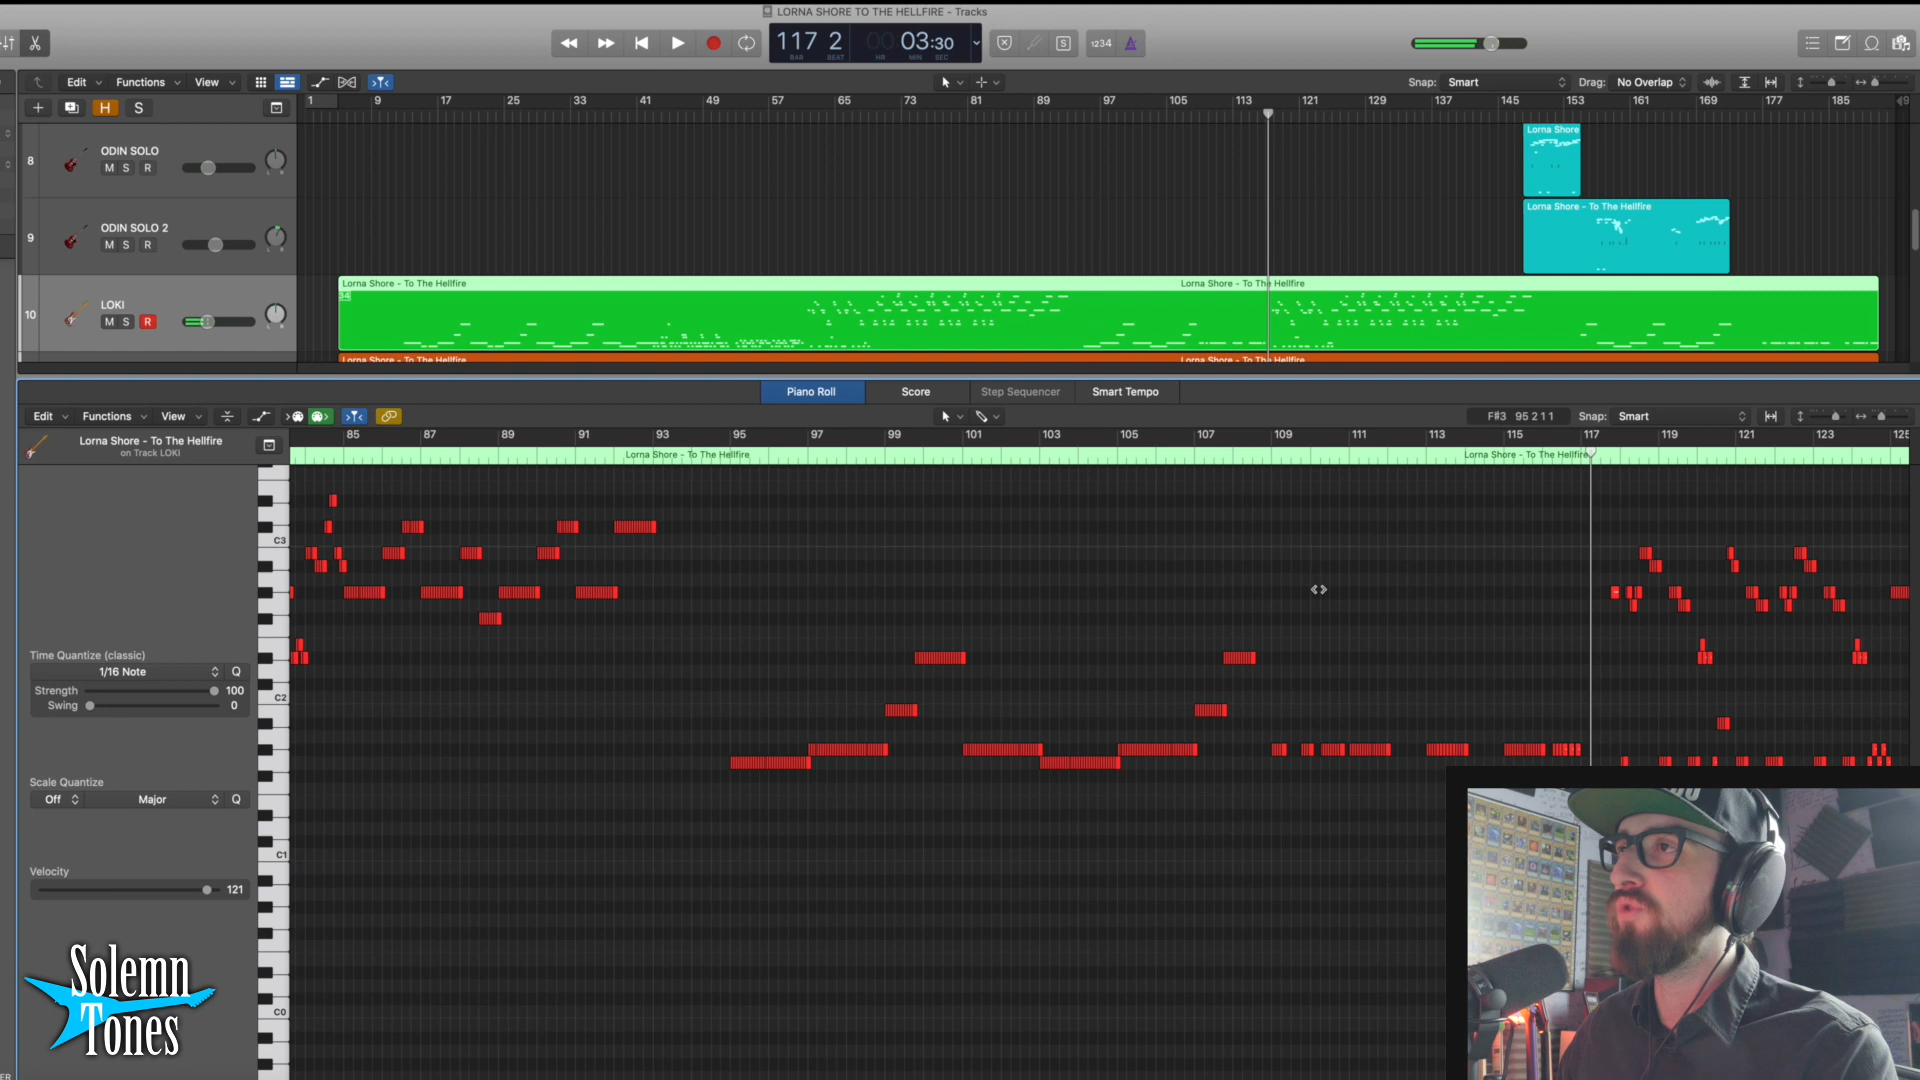 LORNA SHORE TO THE HELLFIRE - Tracks
117 2 00 03:30
BAR BEAT HR MIN SEC
S 1234
Edit Functions View Snap: Smart Drag: No Overlap
H S 1 9 17 25 33 41 49 57 65 73 81 89 97 105 113 121 129 137 145 153 161 169 177 185
8 ODIN SOLO
M S R
Lorna Shore
9 ODIN SOLO 2
M S R
Lorna Shore - To The Hellfire
10 LOKI
M S R
Lorna Shore - To The Hellfire Lorna Shore - To The Hellfire
34
Lorna Shore - To The Hellfire Lorna Shore - To The Hellfire
Piano Roll Score Step Sequencer Smart Tempo
Edit Functions View F#3 95 2 1 1 Snap: Smart
Lorna Shore - To The Hellfire
on Track LOKI
85 87 89 91 93 95 97 99 101 103 105 107 109 111 113 115 117 119 121 123 125
Lorna Shore - To The Hellfire Lorna Shore - To The Hellfire
C3
C2
C1
C0
Time Quantize (classic)
1/16 Note Q
Strength 100
Swing 0
Scale Quantize
Off Major Q
Velocity
121
Solemn
Tones